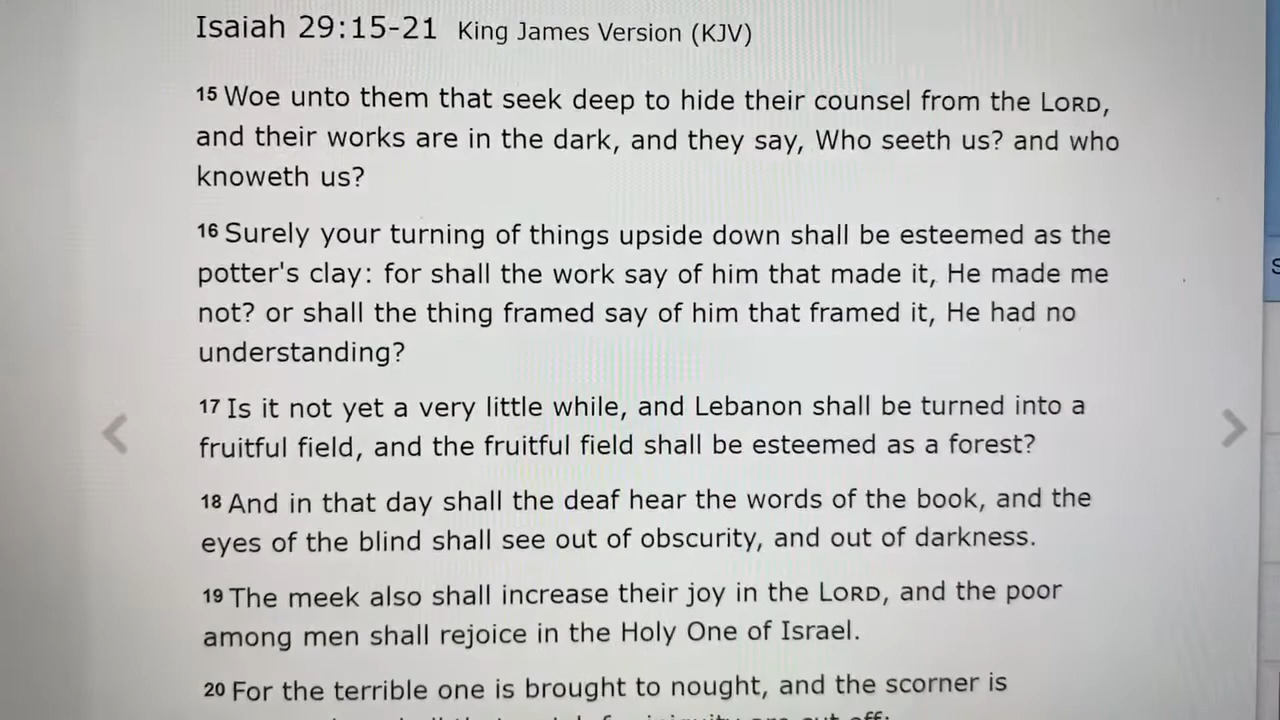 Isaiah 29:15-21 King James Version (KJV)
15 Woe unto them that seek deep to hide their counsel from the LORD,
and their works are in the dark, and they say, Who seeth us? and who
knoweth us?
16 Surely your turning of things upside down shall be esteemed as the
potter's clay: for shall the work say of him that made it, He made me
not? or shall the thing framed say of him that framed it, He had no
understanding?
17 Is it not yet a very little while, and Lebanon shall be turned into a
fruitful field, and the fruitful field shall be esteemed as a forest?
18 And in that day shall the deaf hear the words of the book, and the
eyes of the blind shall see out of obscurity, and out of darkness.
19 The meek also shall increase their joy in the LORD, and the poor
among men shall rejoice in the Holy One of Israel.
20 For the terrible one is brought to nought, and the scorner is